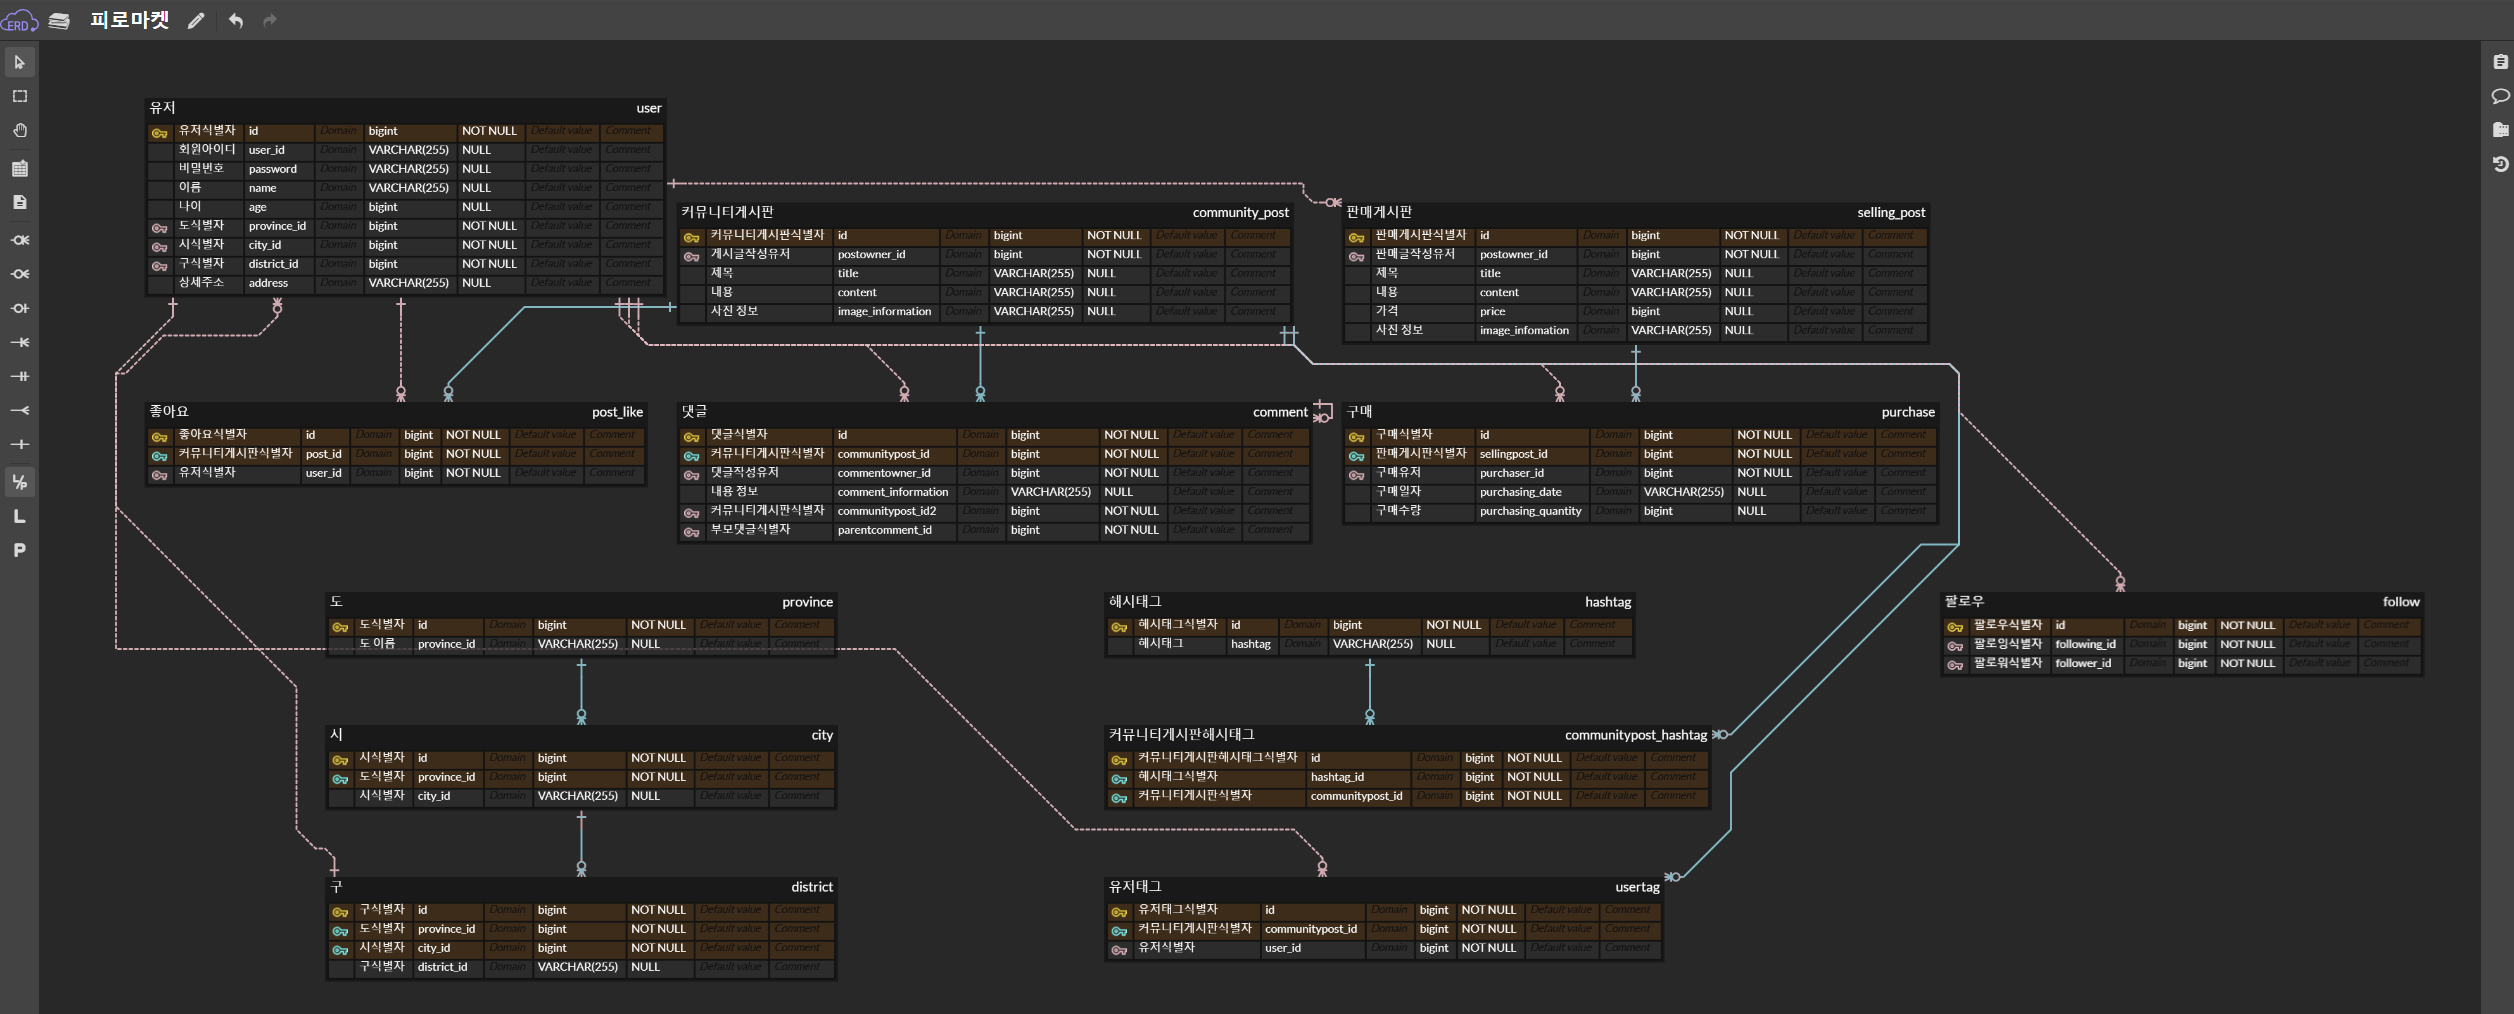 ERD 피로마켓
유저 user
유저식별자 id Domain bigint NOT NULL Default value Comment
회원아이디 user_id Domain VARCHAR(255) NULL Default value Comment
비밀번호 password Domain VARCHAR(255) NULL Default value Comment
이름 name Domain VARCHAR(255) NULL Default value Comment
나이 age Domain bigint NULL Default value Comment
도식별자 province_id Domain bigint NOT NULL Default value Comment
시식별자 city_id Domain bigint NOT NULL Default value Comment
구식별자 district_id Domain bigint NOT NULL Default value Comment
상세주소 address Domain VARCHAR(255) NULL Default value Comment
커뮤니티게시판 community_post
커뮤니티게시판식별자 id Domain bigint NOT NULL Default value Comment
게시글작성유저 postowner_id Domain bigint NOT NULL Default value Comment
제목 title Domain VARCHAR(255) NULL Default value Comment
내용 content Domain VARCHAR(255) NULL Default value Comment
사진 정보 image_information Domain VARCHAR(255) NULL Default value Comment
판매게시판 selling_post
판매게시판식별자 id Domain bigint NOT NULL Default value Comment
판매글작성유저 postowner_id Domain bigint NOT NULL Default value Comment
제목 title Domain VARCHAR(255) NULL Default value Comment
내용 content Domain VARCHAR(255) NULL Default value Comment
가격 price Domain bigint NULL Default value Comment
사진 정보 image_infomation Domain VARCHAR(255) NULL Default value Comment
좋아요 post_like
좋아요식별자 id Domain bigint NOT NULL Default value Comment
커뮤니티게시판식별자 post_id Domain bigint NOT NULL Default value Comment
유저식별자 user_id Domain bigint NOT NULL Default value Comment
댓글 comment
댓글식별자 id Domain bigint NOT NULL Default value Comment
커뮤니티게시판식별자 communitypost_id Domain bigint NOT NULL Default value Comment
댓글작성유저 commentowner_id Domain bigint NOT NULL Default value Comment
내용 정보 comment_information Domain VARCHAR(255) NULL Default value Comment
커뮤니티게시판식별자 communitypost_id2 Domain bigint NOT NULL Default value Comment
부모댓글식별자 parentcomment_id Domain bigint NOT NULL Default value Comment
구매 purchase
구매식별자 id Domain bigint NOT NULL Default value Comment
판매게시판식별자 sellingpost_id Domain bigint NOT NULL Default value Comment
구매유저 purchaser_id Domain bigint NOT NULL Default value Comment
구매일자 purchasing_date Domain VARCHAR(255) NULL Default value Comment
구매수량 purchasing_quantity Domain bigint NULL Default value Comment
도 province
도식별자 id Domain bigint NOT NULL Default value Comment
도 이름 province_id Domain VARCHAR(255) NULL Default value Comment
해시태그 hashtag
해시태그식별자 id Domain bigint NOT NULL Default value Comment
해시태그 hashtag Domain VARCHAR(255) NULL Default value Comment
팔로우 follow
팔로우식별자 id Domain bigint NOT NULL Default value Comment
팔로잉식별자 following_id Domain bigint NOT NULL Default value Comment
팔로워식별자 follower_id Domain bigint NOT NULL Default value Comment
시 city
시식별자 id Domain bigint NOT NULL Default value Comment
도식별자 province_id Domain bigint NOT NULL Default value Comment
시식별자 city_id Domain VARCHAR(255) NULL Default value Comment
커뮤니티게시판해시태그 communitypost_hashtag
커뮤니티게시판해시태그식별자 id Domain bigint NOT NULL Default value Comment
해시태그식별자 hashtag_id Domain bigint NOT NULL Default value Comment
커뮤니티게시판식별자 communitypost_id Domain bigint NOT NULL Default value Comment
구 district
구식별자 id Domain bigint NOT NULL Default value Comment
도식별자 province_id Domain bigint NOT NULL Default value Comment
시식별자 city_id Domain bigint NOT NULL Default value Comment
구식별자 district_id Domain VARCHAR(255) NULL Default value Comment
유저태그 usertag
유저태그식별자 id Domain bigint NOT NULL Default value Comment
커뮤니티게시판식별자 communitypost_id Domain bigint NOT NULL Default value Comment
유저식별자 user_id Domain bigint NOT NULL Default value Comment
L/P
L
P